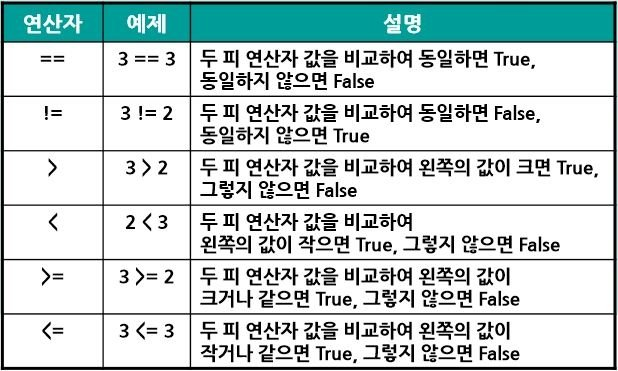 연산자 예제 설명
== 3 == 3 두 피 연산자 값을 비교하여 동일하면 True,
동일하지 않으면 False
!= 3 != 2 두 피 연산자 값을 비교하여 동일하면 False,
동일하지 않으면 True
> 3 > 2 두 피 연산자 값을 비교하여 왼쪽의 값이 크면 True,
그렇지 않으면 False
< 2 < 3 두 피 연산자 값을 비교하여
왼쪽의 값이 작으면 True, 그렇지 않으면 False
>= 3 >= 2 두 피 연산자 값을 비교하여 왼쪽의 값이
크거나 같으면 True, 그렇지 않으면 False
<= 3 <= 3 두 피 연산자 값을 비교하여 왼쪽의 값이
작거나 같으면 True, 그렇지 않으면 False